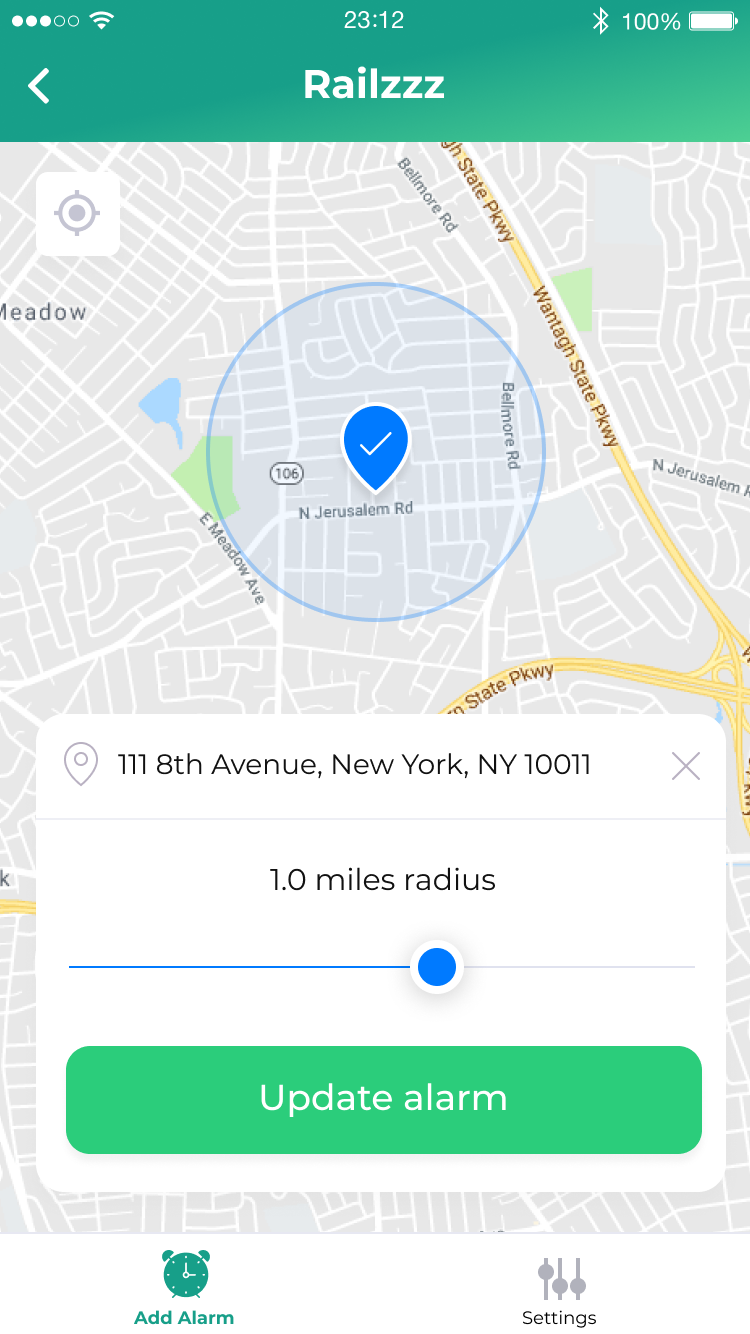 23:12
100%
Railzzz
Bellmore Rd
gh State Pkwy
Meadow
Wantagh State Pkwy
Bellmore Rd
N Jerusalem R
106
N Jerusalem Rd
E Meadow Ave
rn State Pkwy
111 8th Avenue, New York, NY 10011
k
1.0 miles radius
Update alarm
Add Alarm
Settings